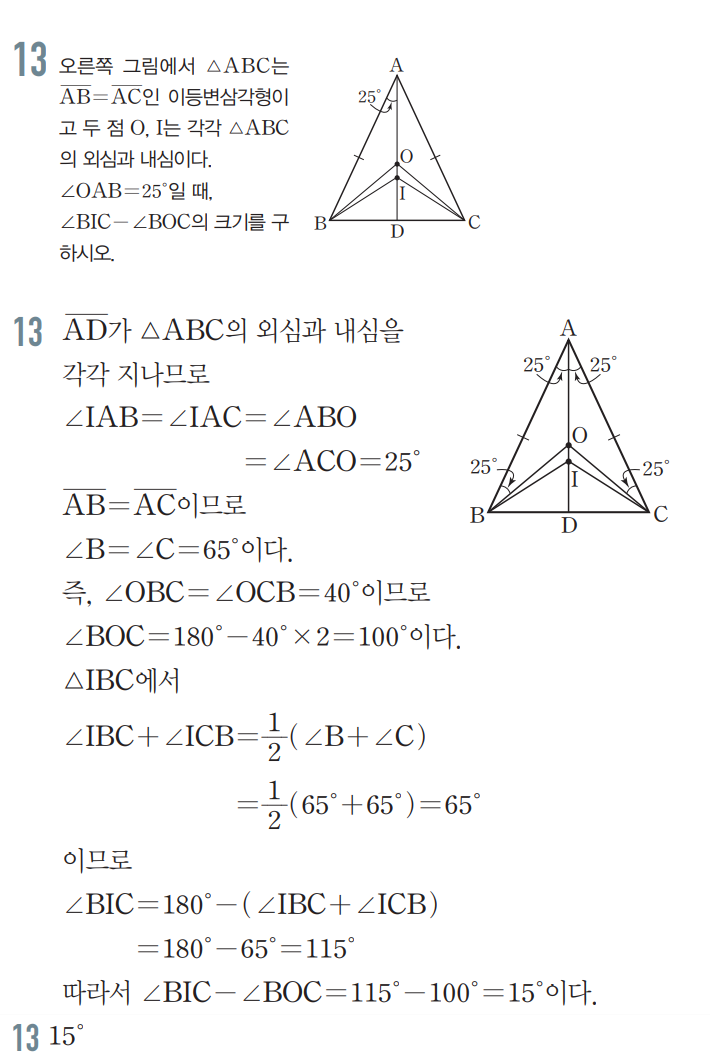 13 오른쪽 그림에서 △ABC는
AB=AC인 이등변삼각형이
고 두 점 O, I는 각각 △ABC
의 외심과 내심이다.
∠OAB=25°일 때,
∠BIC-∠BOC의 크기를 구
하시오.
A
25°
O
I
B
D
C
13 AD가 △ABC의 외심과 내심을
각각 지나므로
∠IAB=∠IAC=∠ABO
=∠ACO=25°
AB=AC이므로
∠B=∠C=65°이다.
즉, ∠OBC=∠OCB=40°이므로
∠BOC=180°-40°×2=100°이다.
△IBC에서
∠IBC+∠ICB=1/2(∠B+∠C)
=1/2(65°+65°)=65°
이므로
∠BIC=180°-(∠IBC+∠ICB)
=180°-65°=115°
따라서 ∠BIC-∠BOC=115°-100°=15°이다.
A
25° 25°
O
25° 25°
I
B
D
C
13 15°